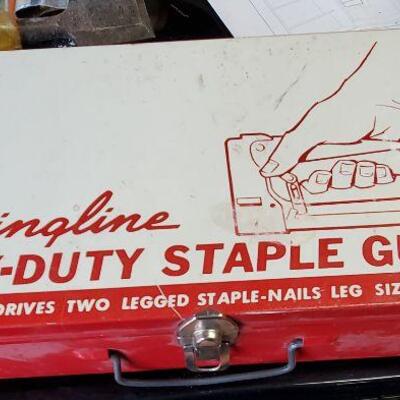 ingline
Y-DUTY STAPLE GU
DRIVES TWO LEGGED STAPLE-NAILS LEG SIZ